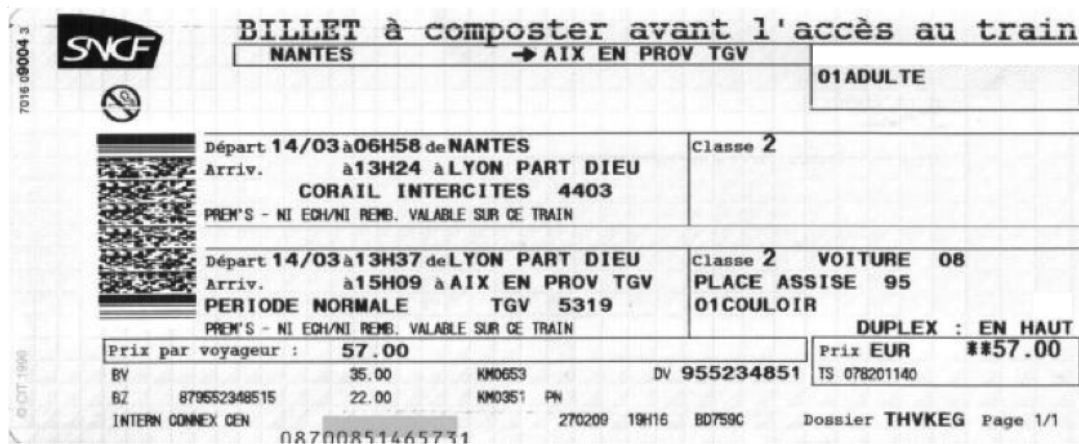 BILLET à composter avant l'accès au train
SNCF
NANTES → AIX EN PROV TGV
01ADULTE
7016 09004 3
Départ 14/03 à 06H58 de NANTES Classe 2
Arriv. à 13H24 à LYON PART DIEU
CORAIL INTERCITES 4403
PREM'S - NI ECH/NI REMB. VALABLE SUR CE TRAIN
Départ 14/03 à 13H37 de LYON PART DIEU Classe 2 VOITURE 08
Arriv. à 15H09 à AIX EN PROV TGV PLACE ASSISE 95
PERIODE NORMALE TGV 5319 01COULOIR
PREM'S - NI ECH/NI REMB. VALABLE SUR CE TRAIN DUPLEX : EN HAUT
Prix par voyageur : 57.00 Prix EUR **57.00
BV 35.00 KM0653 DV 955234851 TS 078201140
BZ 879552348515 22.00 KM0351 PN
INTERN CONNEX CEN 270209 19H16 BD759C Dossier THVKEG Page 1/1
08700851465731